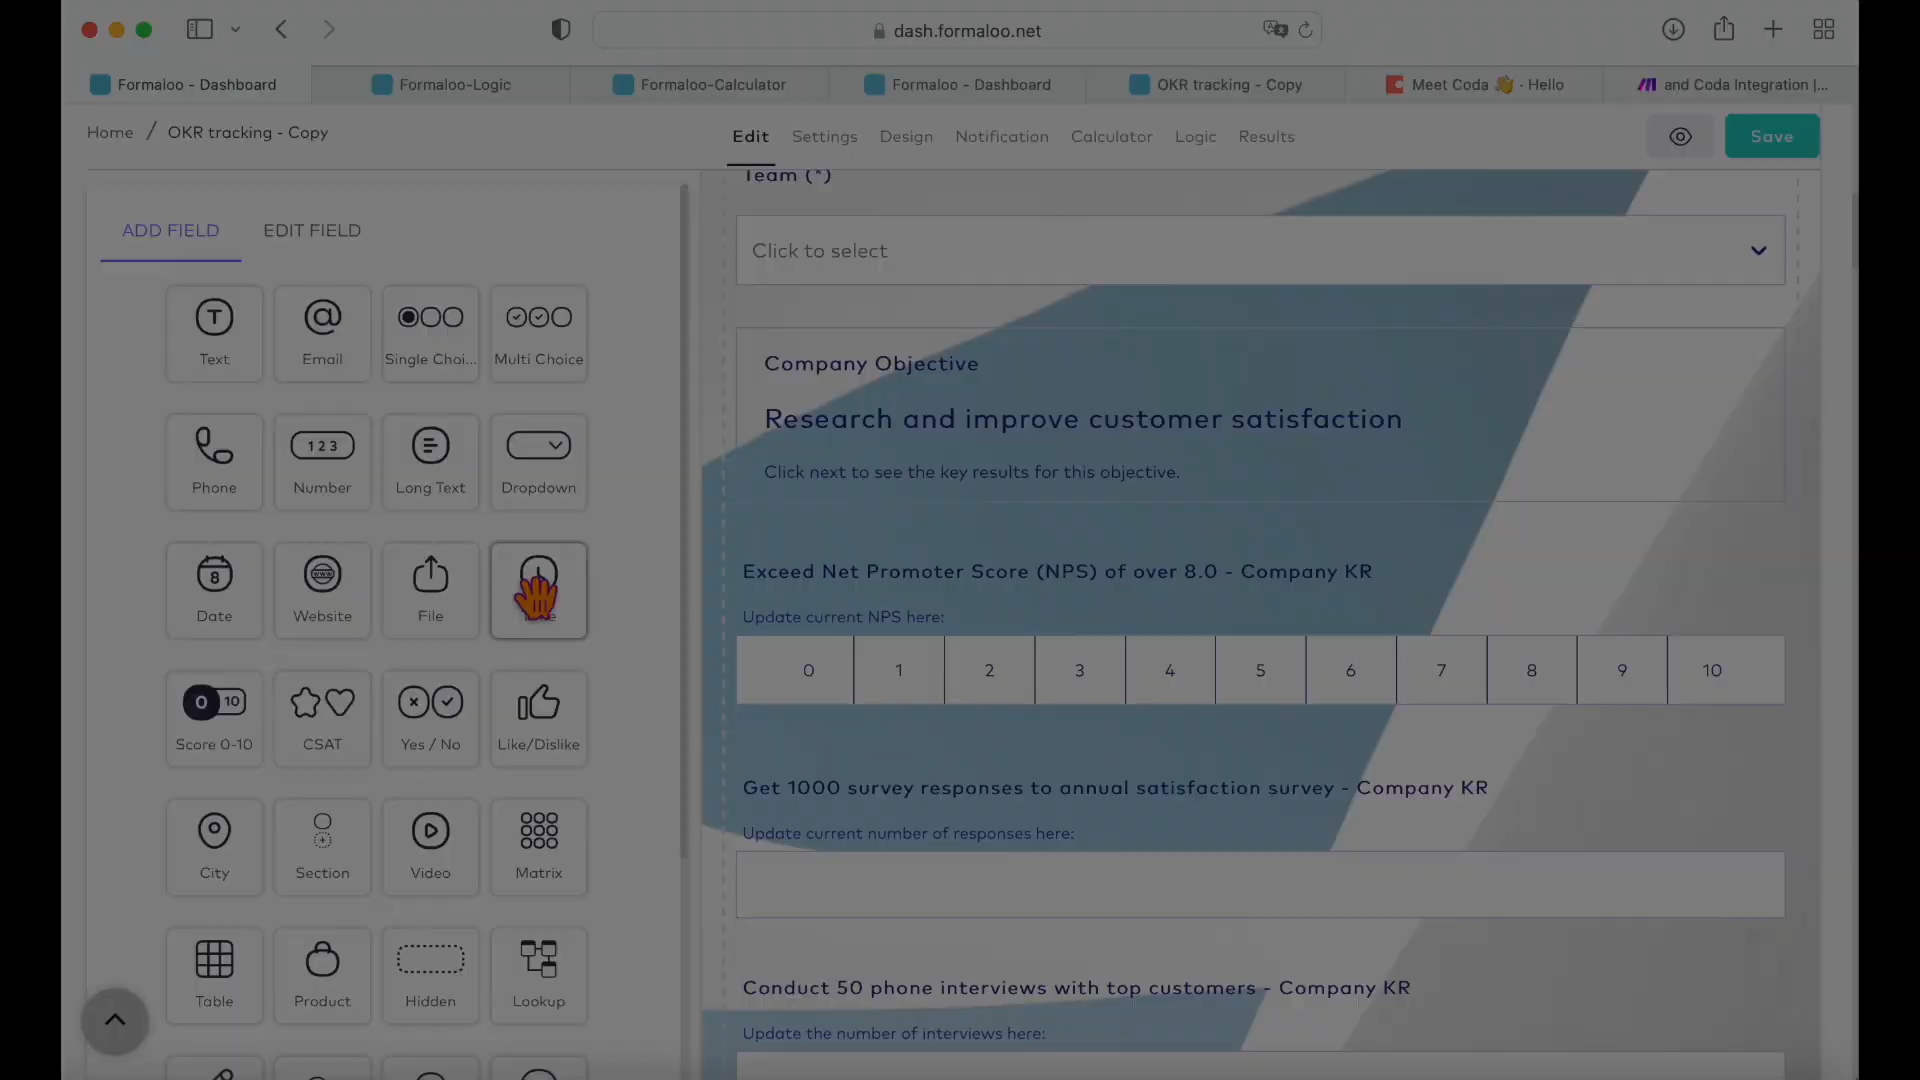 dash.formaloo.net
Formaloo - Dashboard
Formaloo-Logic
Formaloo-Calculator
Formaloo - Dashboard
OKR tracking - Copy
Meet Coda 👋 · Hello
and Coda Integration |...
Home / OKR tracking - Copy
Edit
Settings
Design
Notification
Calculator
Logic
Results
Save
ADD FIELD
EDIT FIELD
Text
Email
Single Choi...
Multi Choice
Phone
Number
Long Text
Dropdown
Date
Website
File
Score 0-10
CSAT
Yes / No
Like/Dislike
City
Section
Video
Matrix
Table
Product
Hidden
Lookup
Team (*)
Click to select
Company Objective
Research and improve customer satisfaction
Click next to see the key results for this objective.
Exceed Net Promoter Score (NPS) of over 8.0 - Company KR
Update current NPS here:
0 1 2 3 4 5 6 7 8 9 10
Get 1000 survey responses to annual satisfaction survey - Company KR
Update current number of responses here:
Conduct 50 phone interviews with top customers - Company KR
Update the number of interviews here: